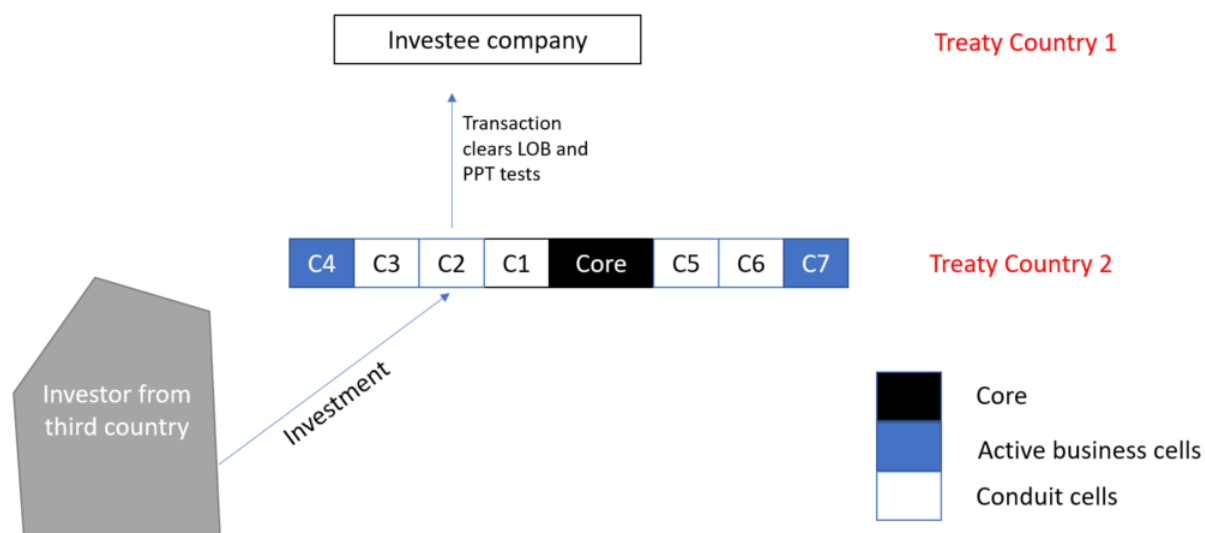 Investee company
Treaty Country 1
Transaction
clears LOB and
PPT tests
C4 C3 C2 C1 Core C5 C6 C7
Treaty Country 2
Investor from
third country
Investment
Core
Active business cells
Conduit cells